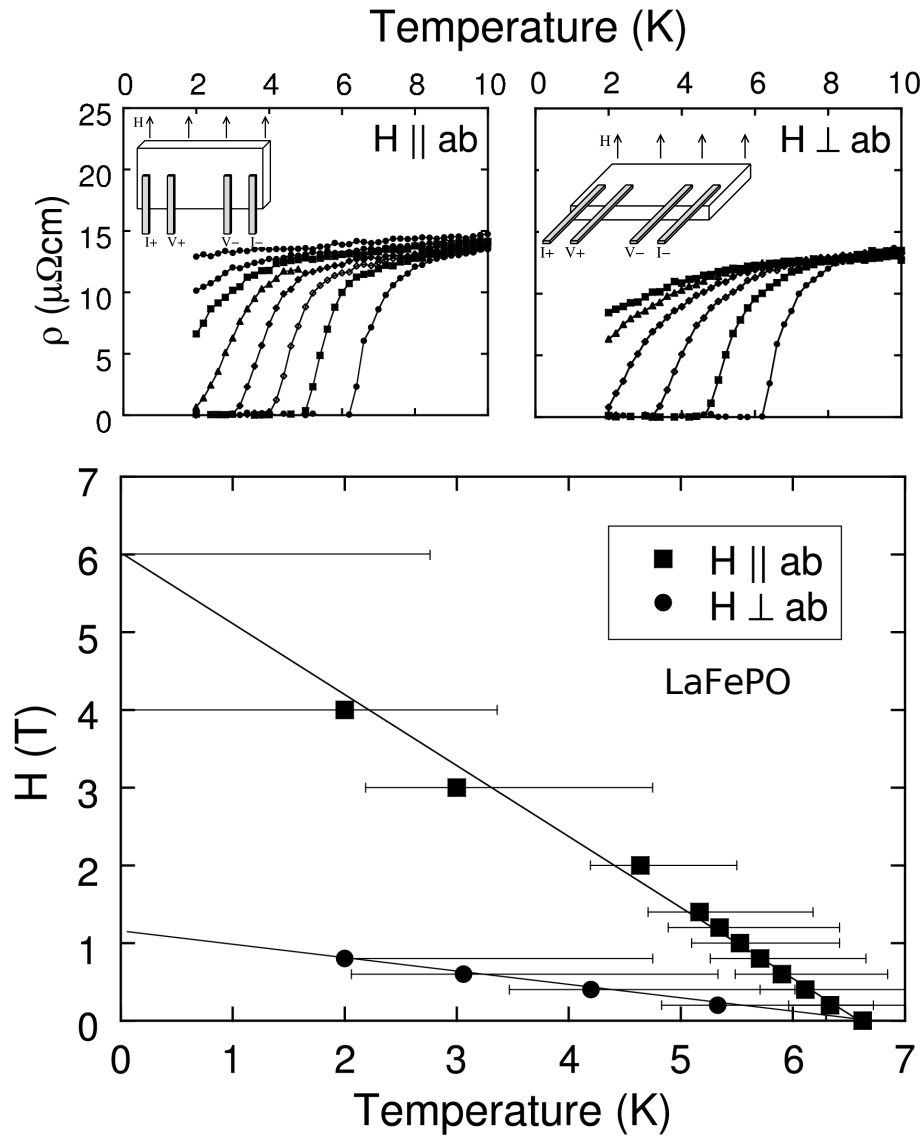 Temperature (K)
0 2 4 6 8 10
0 2 4 6 8 10
25
20
15
10
5
0
ρ (μΩcm)
H
H || ab
I+ V+ V− I−
H
H ⊥ ab
I+ V+ V− I−
7
6
5
4
3
2
1
0
H (T)
H || ab
H ⊥ ab
LaFePO
0 1 2 3 4 5 6 7
Temperature (K)